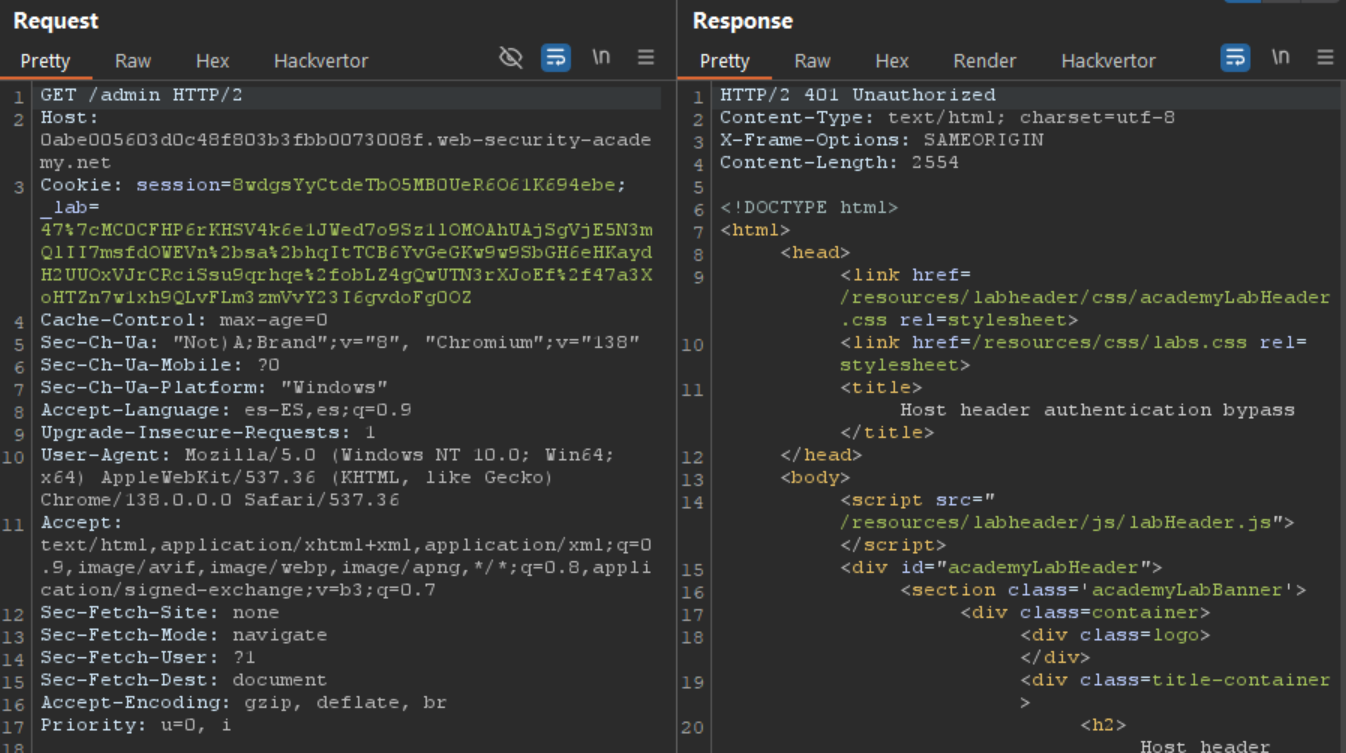 Request
Pretty Raw Hex Hackvertor \n
1 GET /admin HTTP/2
2 Host:
0abe005603d0c48f803b3fbb0073008f.web-security-acade
my.net
3 Cookie: session=8wdgsYyCtdeTbO5MB0UeR6O61K694ebe;
_lab=
47%7cMC0CFHP6rKHSV4k6e1JWed7o9Sz1lOMOAhUAjSgVjE5N3m
QlII7msfdOWEVn%2bsa%2bhqItTCB6YvGeGKw9w9SbGH6eHKayd
H2UUOxVJrCRciSsu9qrhqe%2fobLZ4gQwUTN3rXJoEf%2f47a3X
oHTZn7w1xh9QLvFLm3zmVvY23I6gvdoFg0OZ
4 Cache-Control: max-age=0
5 Sec-Ch-Ua: "Not)A;Brand";v="8", "Chromium";v="138"
6 Sec-Ch-Ua-Mobile: ?0
7 Sec-Ch-Ua-Platform: "Windows"
8 Accept-Language: es-ES,es;q=0.9
9 Upgrade-Insecure-Requests: 1
10 User-Agent: Mozilla/5.0 (Windows NT 10.0; Win64;
x64) AppleWebKit/537.36 (KHTML, like Gecko)
Chrome/138.0.0.0 Safari/537.36
11 Accept:
text/html,application/xhtml+xml,application/xml;q=0
.9,image/avif,image/webp,image/apng,*/*;q=0.8,appli
cation/signed-exchange;v=b3;q=0.7
12 Sec-Fetch-Site: none
13 Sec-Fetch-Mode: navigate
14 Sec-Fetch-User: ?1
15 Sec-Fetch-Dest: document
16 Accept-Encoding: gzip, deflate, br
17 Priority: u=0, i
18
Response
Pretty Raw Hex Render Hackvertor \n
1 HTTP/2 401 Unauthorized
2 Content-Type: text/html; charset=utf-8
3 X-Frame-Options: SAMEORIGIN
4 Content-Length: 2554
5
6 <!DOCTYPE html>
7 <html>
8 <head>
9 <link href=
/resources/labheader/css/academyLabHeader
.css rel=stylesheet>
10 <link href=/resources/css/labs.css rel=
stylesheet>
11 <title>
Host header authentication bypass
</title>
12 </head>
13 <body>
14 <script src="
/resources/labheader/js/labHeader.js">
</script>
15 <div id="academyLabHeader">
16 <section class='academyLabBanner'>
17 <div class=container>
18 <div class=logo>
</div>
19 <div class=title-container
>
20 <h2>
Host header